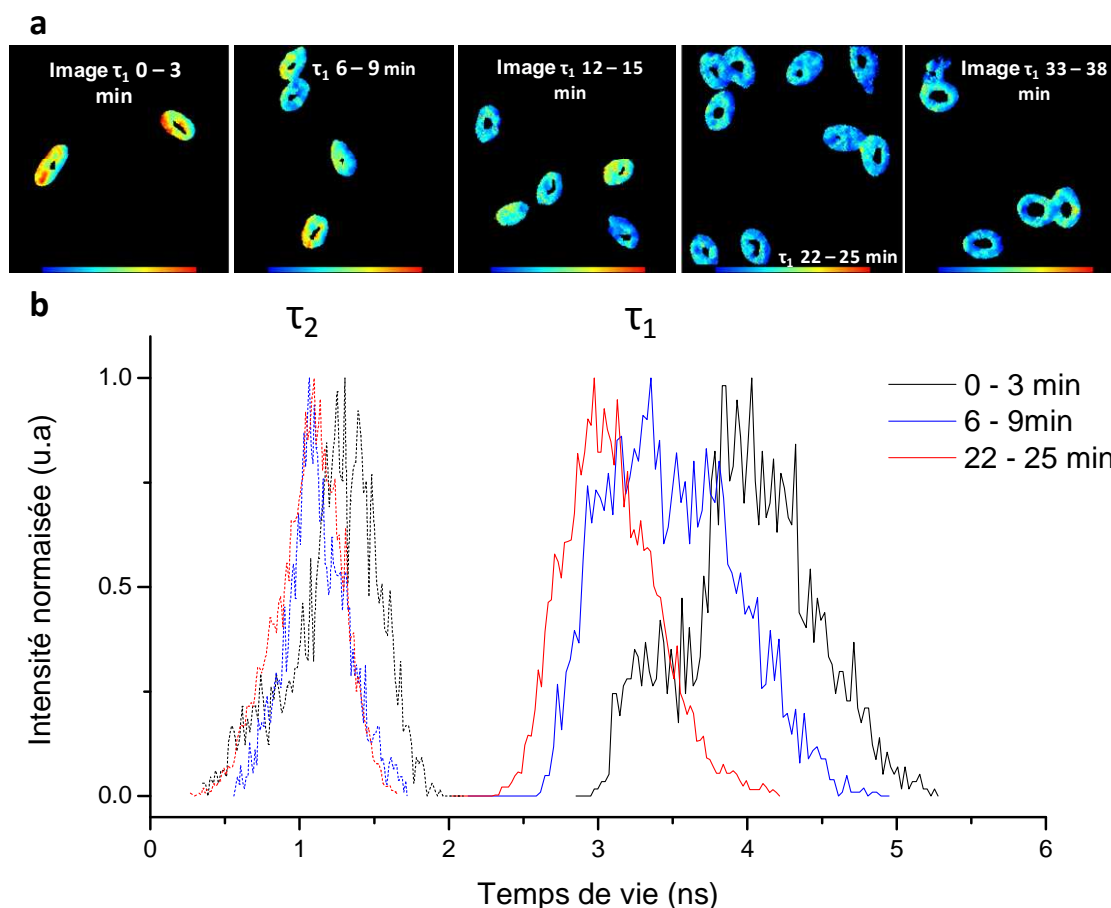 a
Image τ₁ 0 – 3
min
τ₁ 6 – 9 min
Image τ₁ 12 – 15
min
τ₁ 22 – 25 min
Image τ₁ 33 – 38
min
b
τ₂
τ₁
0 - 3 min
6 - 9min
22 - 25 min
Intensité normaisée (u.a)
1.0
0.5
0.0
0
1
2
3
4
5
6
Temps de vie (ns)